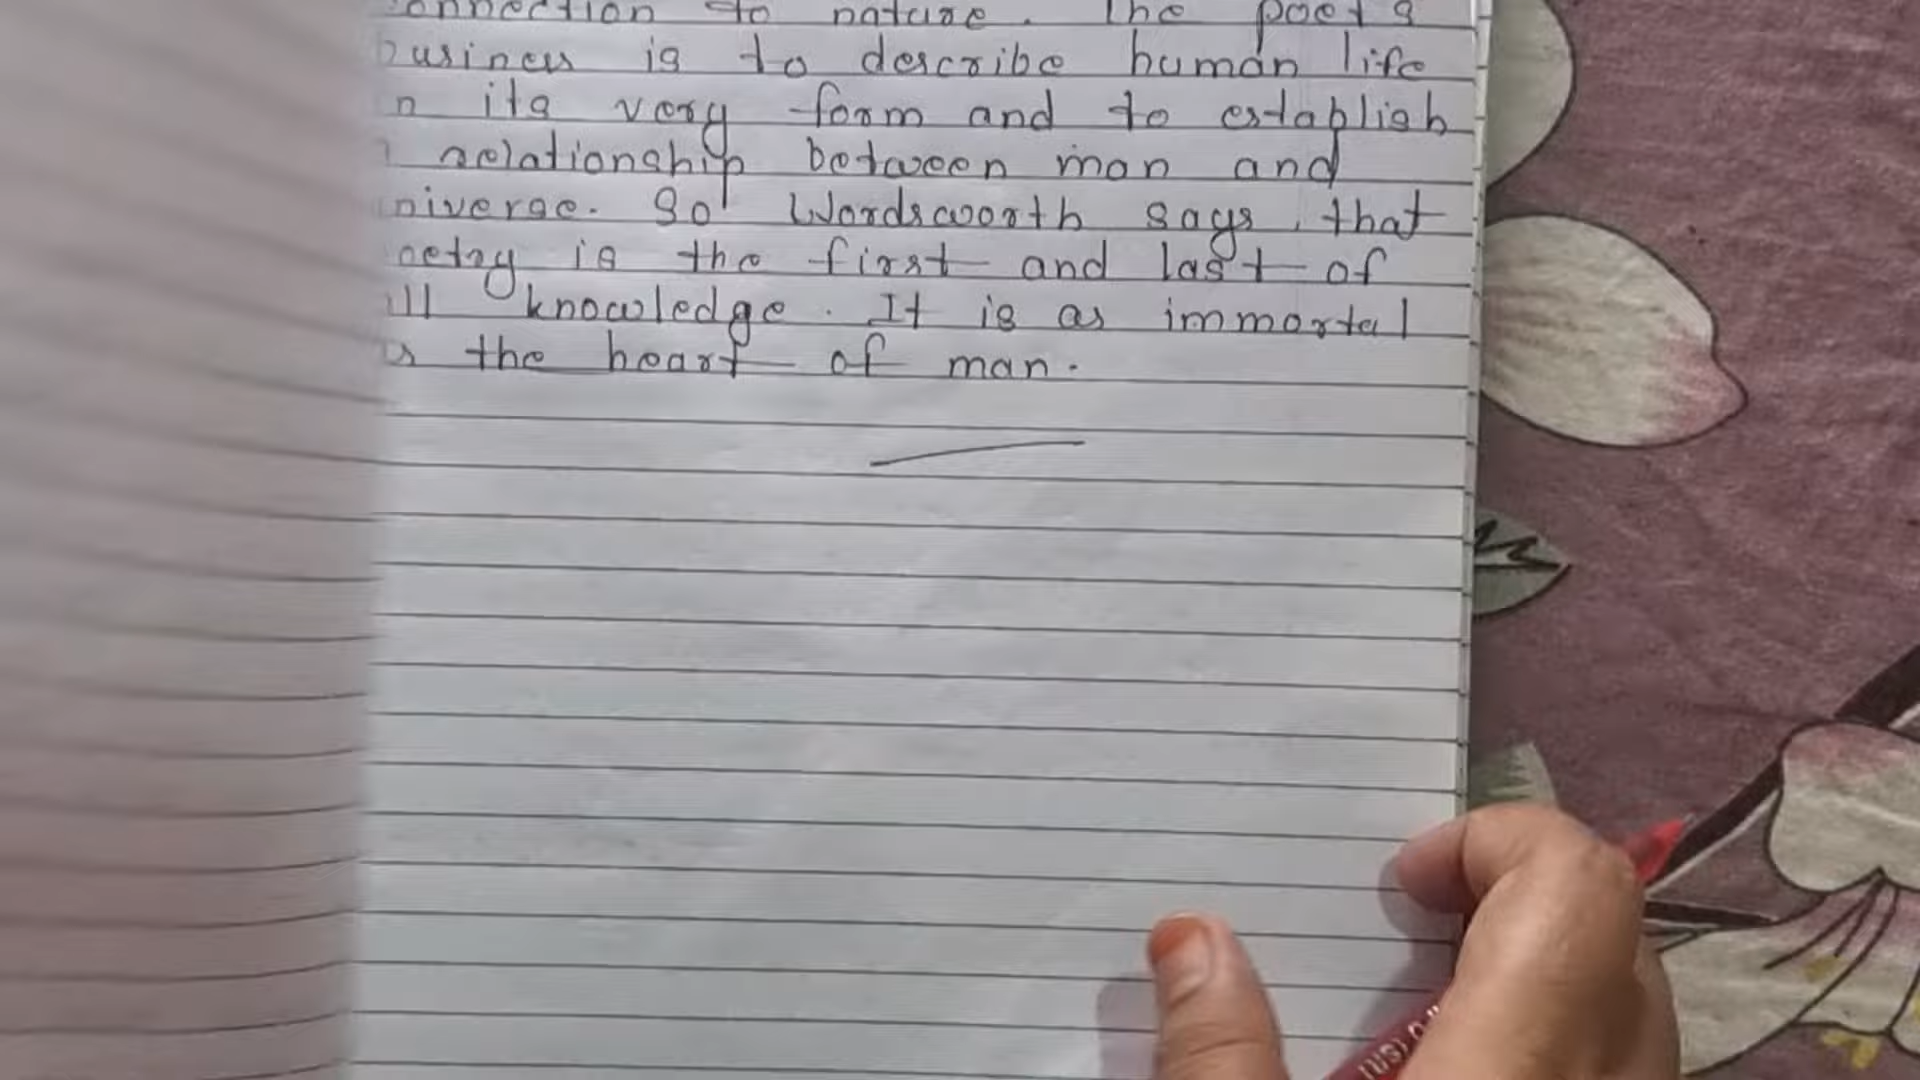 connection to nature. The poet's
business is to describe human life
in its very form and to establish
a relationship between man and
universe. So Wordsworth says that
poetry is the first and last of
all knowledge. It is as immortal
as the heart of man.